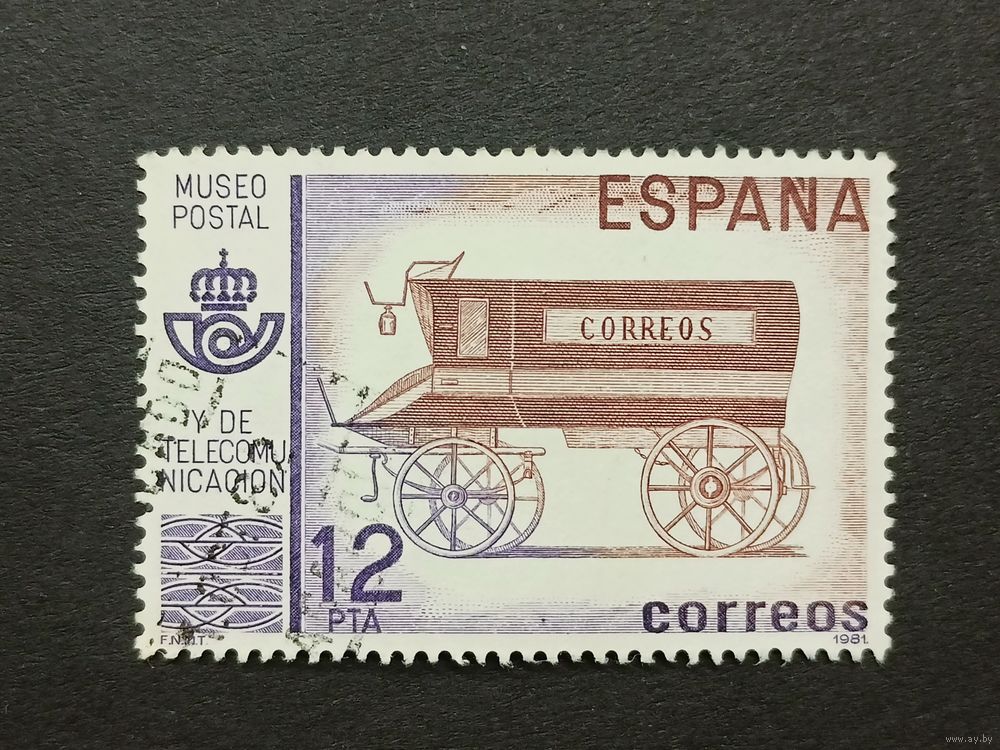 MUSEO
POSTAL
Y DE
TELECOMU
NICACION
F.N.M.T
ESPAÑA
CORREOS
12
PTA
correos
1981.
www.ay.by